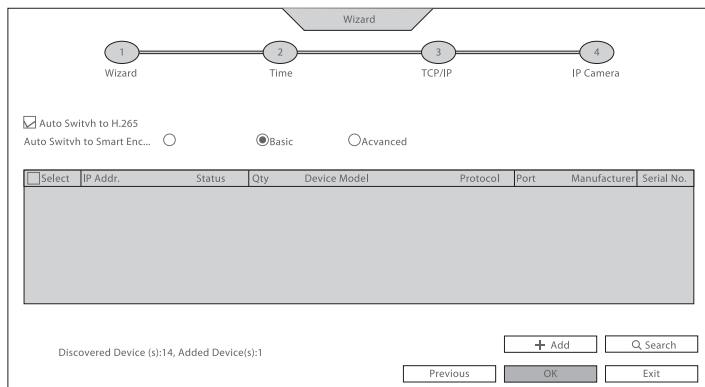 Wizard
1 2 3 4
Wizard Time TCP/IP IP Camera
Auto Switvh to H.265
Auto Switvh to Smart Enc... Basic Acvanced
Select IP Addr. Status Qty Device Model Protocol Port Manufacturer Serial No.
+ Add Search
Discovered Device (s):14, Added Device(s):1
Previous OK Exit